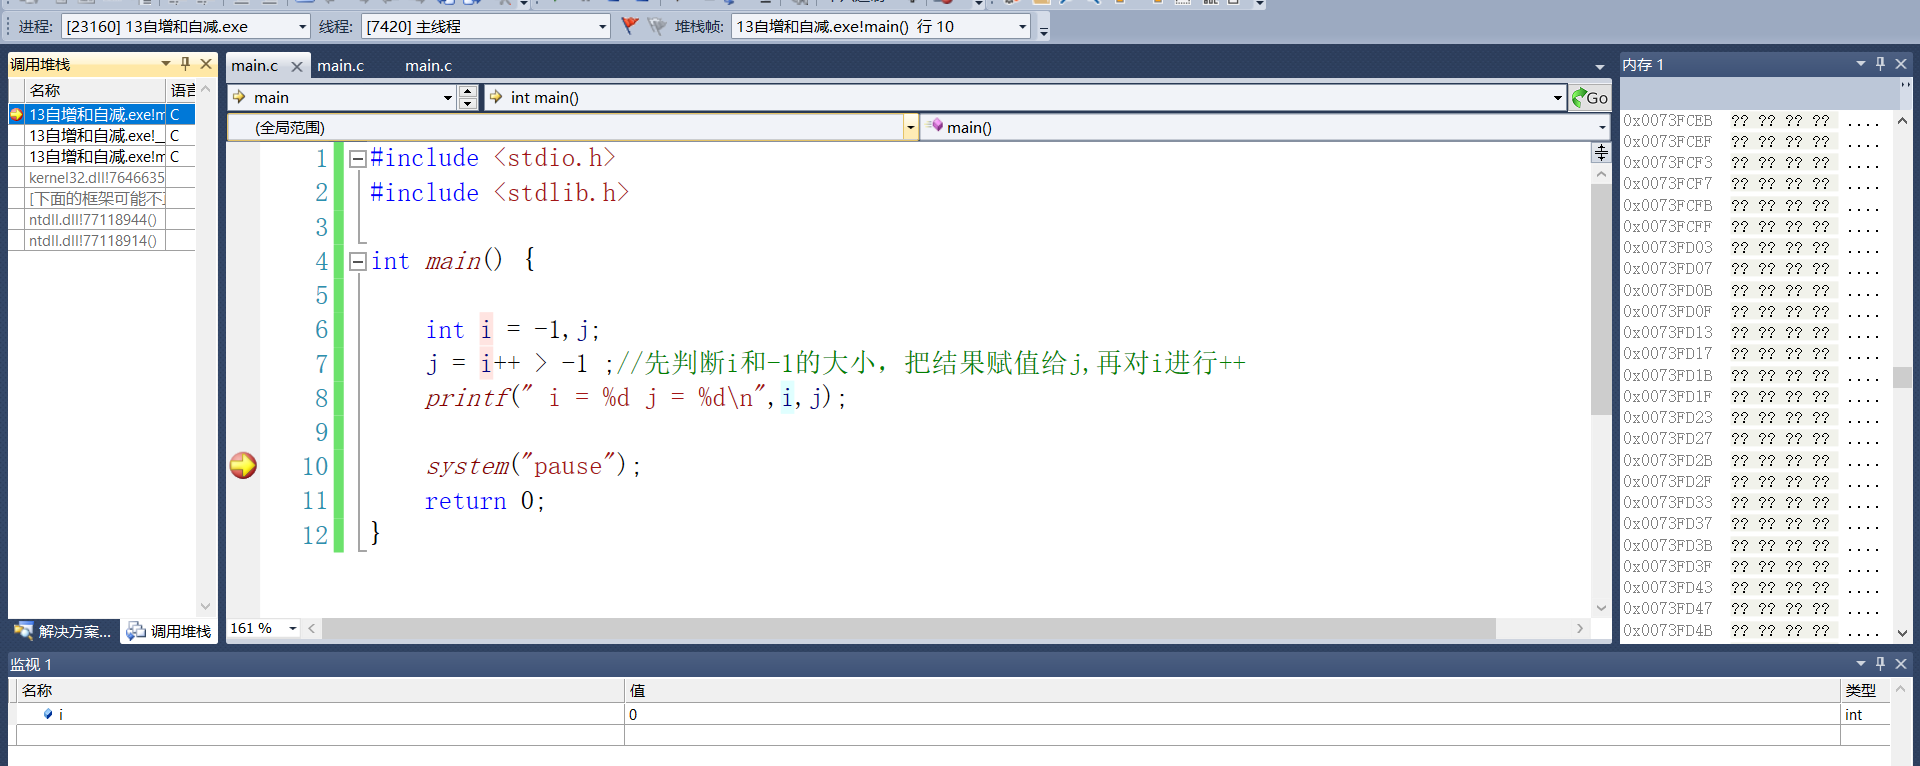 进程: [23160] 13自增和自减.exe 线程: [7420] 主线程 堆栈帧: 13自增和自减.exe!main() 行 10
调用堆栈
名称 语言
13自增和自减.exe!m C
13自增和自减.exe!__ C
13自增和自减.exe!m C
kernel32.dll!7646635
[下面的框架可能不
ntdll.dll!77118944()
ntdll.dll!77118914()
解决方案... 调用堆栈
main.c main.c main.c
main int main() Go
(全局范围) main()
1 #include <stdio.h>
2 #include <stdlib.h>
3
4 int main() {
5
6 int i = -1,j;
7 j = i++ > -1 ;//先判断i和-1的大小，把结果赋值给j,再对i进行++
8 printf(" i = %d j = %d\n",i,j);
9
10 system("pause");
11 return 0;
12 }
161 %
内存 1
0x0073FCEB ?? ?? ?? ?? ....
0x0073FCEF ?? ?? ?? ?? ....
0x0073FCF3 ?? ?? ?? ?? ....
0x0073FCF7 ?? ?? ?? ?? ....
0x0073FCFB ?? ?? ?? ?? ....
0x0073FCFF ?? ?? ?? ?? ....
0x0073FD03 ?? ?? ?? ?? ....
0x0073FD07 ?? ?? ?? ?? ....
0x0073FD0B ?? ?? ?? ?? ....
0x0073FD0F ?? ?? ?? ?? ....
0x0073FD13 ?? ?? ?? ?? ....
0x0073FD17 ?? ?? ?? ?? ....
0x0073FD1B ?? ?? ?? ?? ....
0x0073FD1F ?? ?? ?? ?? ....
0x0073FD23 ?? ?? ?? ?? ....
0x0073FD27 ?? ?? ?? ?? ....
0x0073FD2B ?? ?? ?? ?? ....
0x0073FD2F ?? ?? ?? ?? ....
0x0073FD33 ?? ?? ?? ?? ....
0x0073FD37 ?? ?? ?? ?? ....
0x0073FD3B ?? ?? ?? ?? ....
0x0073FD3F ?? ?? ?? ?? ....
0x0073FD43 ?? ?? ?? ?? ....
0x0073FD47 ?? ?? ?? ?? ....
0x0073FD4B ?? ?? ?? ?? ....
监视 1
名称 值 类型
i 0 int